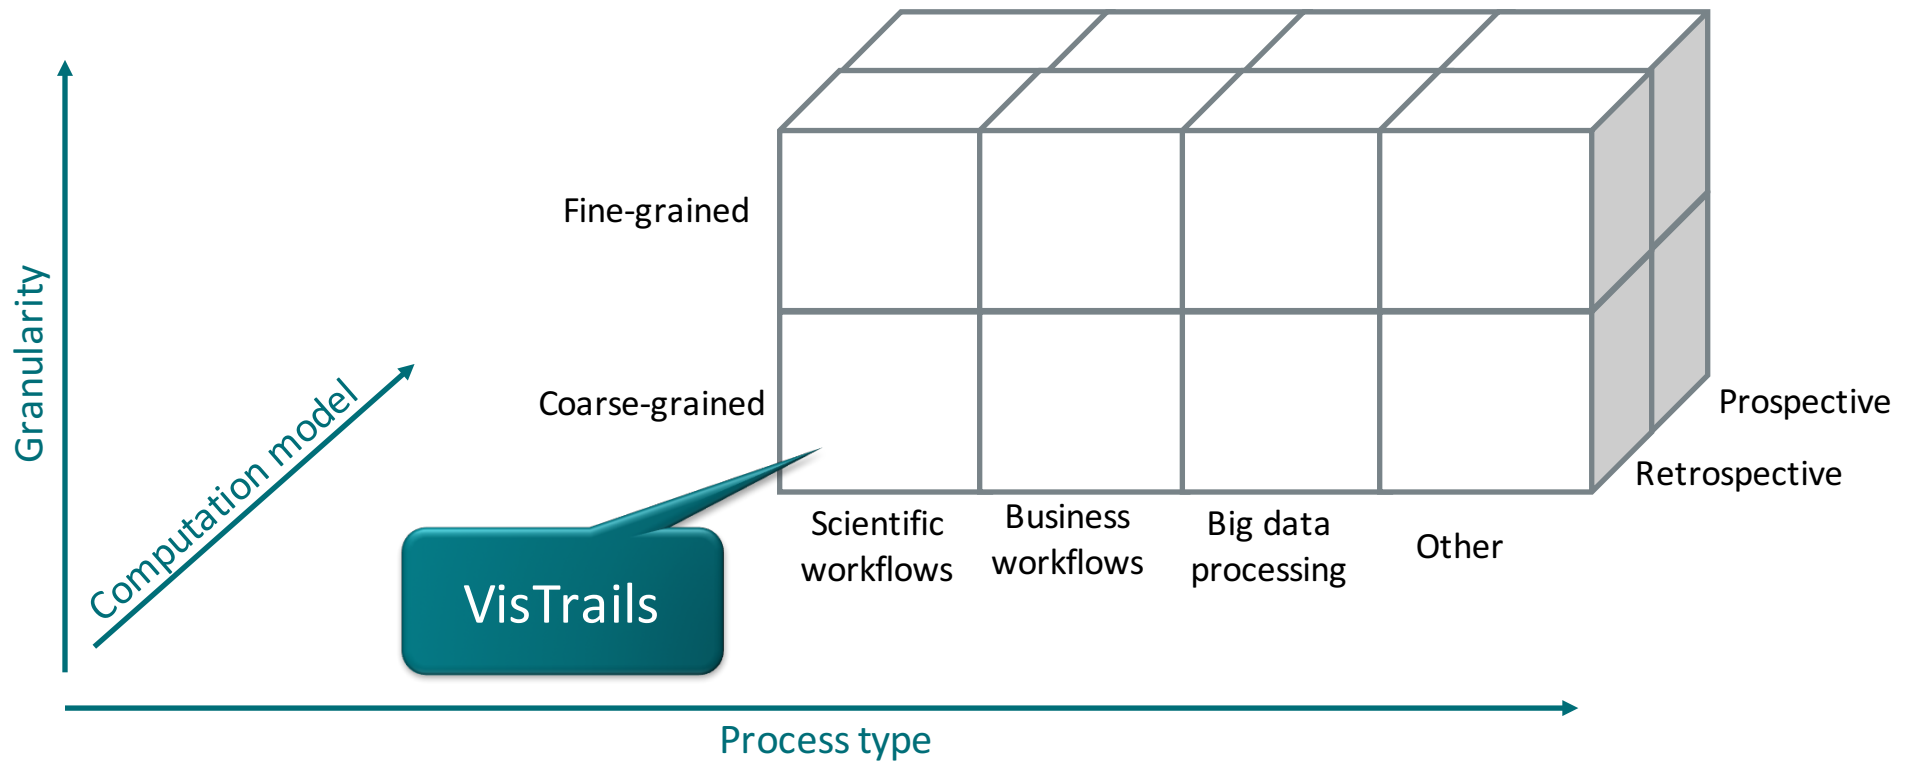 Granularity
Computation model
Process type
Fine-grained
Coarse-grained
VisTrails
Scientific
workflows
Business
workflows
Big data
processing
Other
Prospective
Retrospective